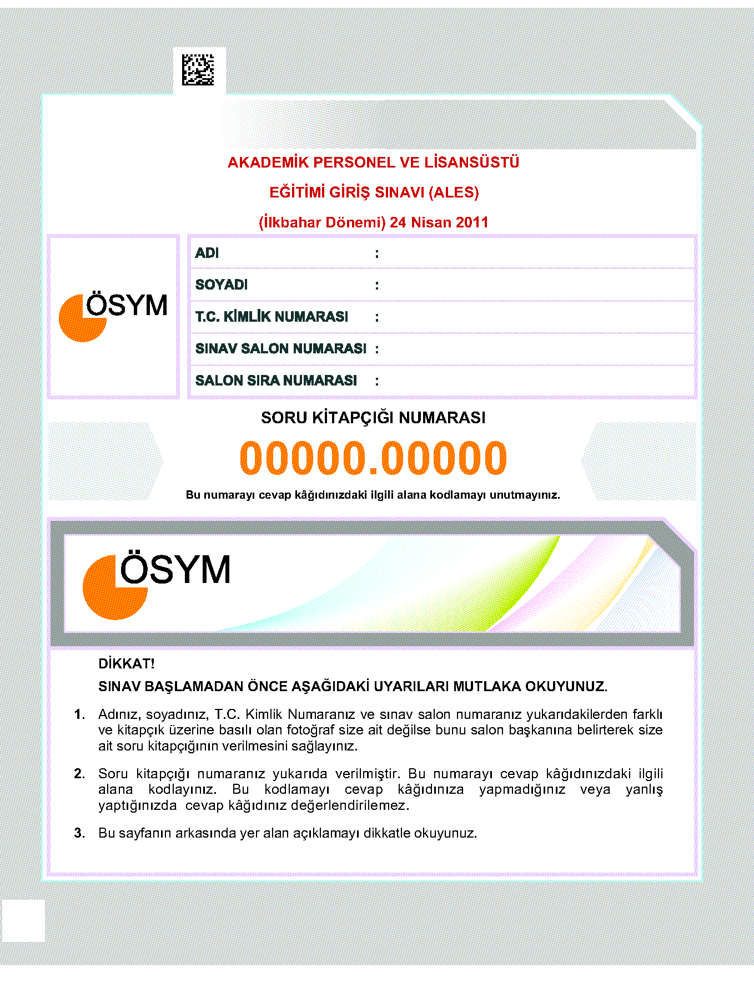 AKADEMİK PERSONEL VE LİSANSÜSTÜ
EĞİTİMİ GİRİŞ SINAVI (ALES)
(İlkbahar Dönemi) 24 Nisan 2011
ÖSYM
ADI :
SOYADI :
T.C. KİMLİK NUMARASI :
SINAV SALON NUMARASI :
SALON SIRA NUMARASI :
SORU KİTAPÇIĞI NUMARASI
00000.00000
Bu numarayı cevap kâğıdınızdaki ilgili alana kodlamayı unutmayınız.
ÖSYM
DİKKAT!
SINAV BAŞLAMADAN ÖNCE AŞAĞIDAKİ UYARILARI MUTLAKA OKUYUNUZ.
1. Adınız, soyadınız, T.C. Kimlik Numaranız ve sınav salon numaranız yukarıdakilerden farklı
ve kitapçık üzerine basılı olan fotoğraf size ait değilse bunu salon başkanına belirterek size
ait soru kitapçığının verilmesini sağlayınız.
2. Soru kitapçığı numaranız yukarıda verilmiştir. Bu numarayı cevap kâğıdınızdaki ilgili
alana kodlayınız. Bu kodlamayı cevap kâğıdınıza yapmadığınız veya yanlış
yaptığınızda cevap kâğıdınız değerlendirilemez.
3. Bu sayfanın arkasında yer alan açıklamayı dikkatle okuyunuz.